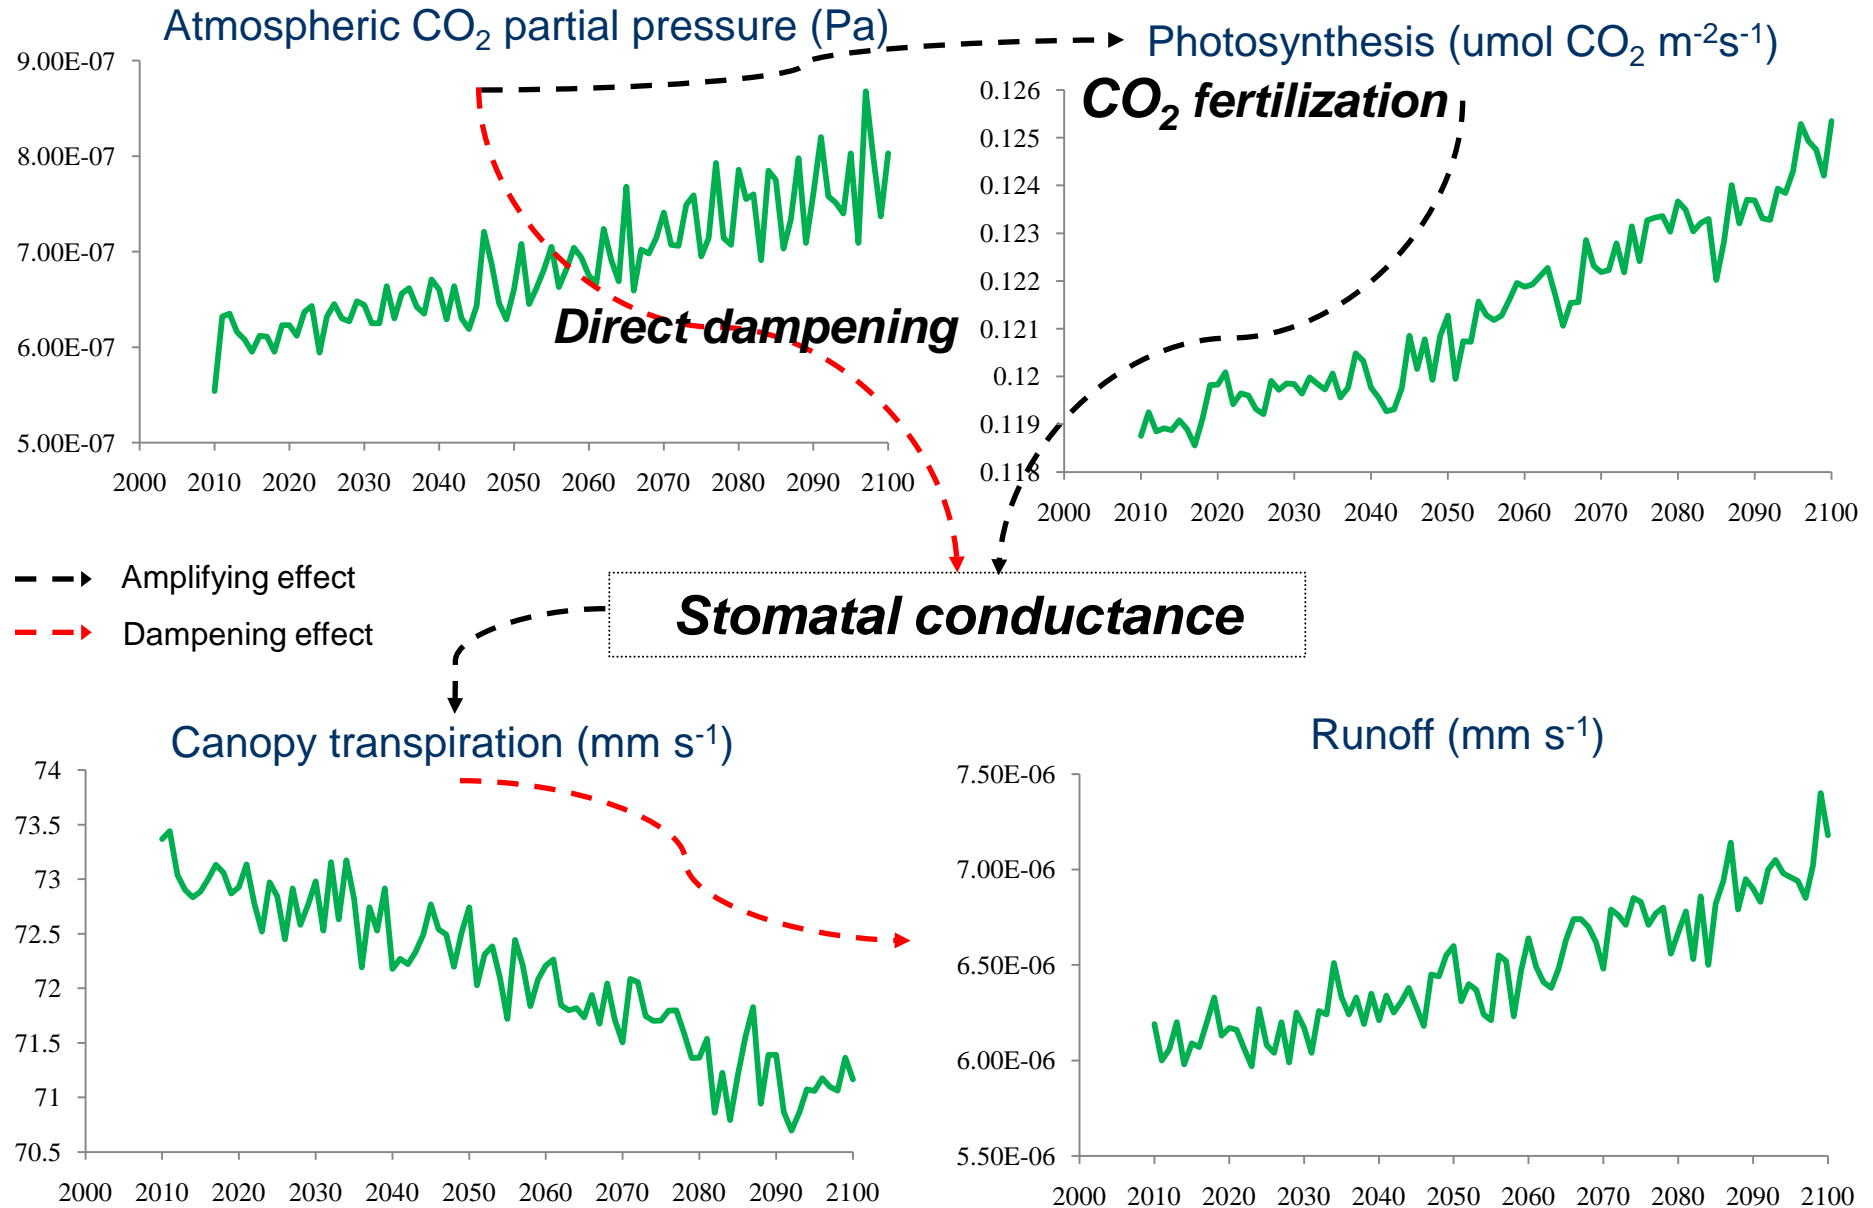 Atmospheric CO2 partial pressure (Pa)
9.00E-07
8.00E-07
7.00E-07
6.00E-07
5.00E-07
2000 2010 2020 2030 2040 2050 2060 2070 2080 2090 2100
Direct dampening
Photosynthesis (umol CO2 m-2s-1)
CO2 fertilization
0.126
0.125
0.124
0.123
0.122
0.121
0.12
0.119
0.118
2000 2010 2020 2030 2040 2050 2060 2070 2080 2090 2100
Amplifying effect
Dampening effect
Stomatal conductance
Canopy transpiration (mm s-1)
74
73.5
73
72.5
72
71.5
71
70.5
2000 2010 2020 2030 2040 2050 2060 2070 2080 2090 2100
Runoff (mm s-1)
7.50E-06
7.00E-06
6.50E-06
6.00E-06
5.50E-06
2000 2010 2020 2030 2040 2050 2060 2070 2080 2090 2100